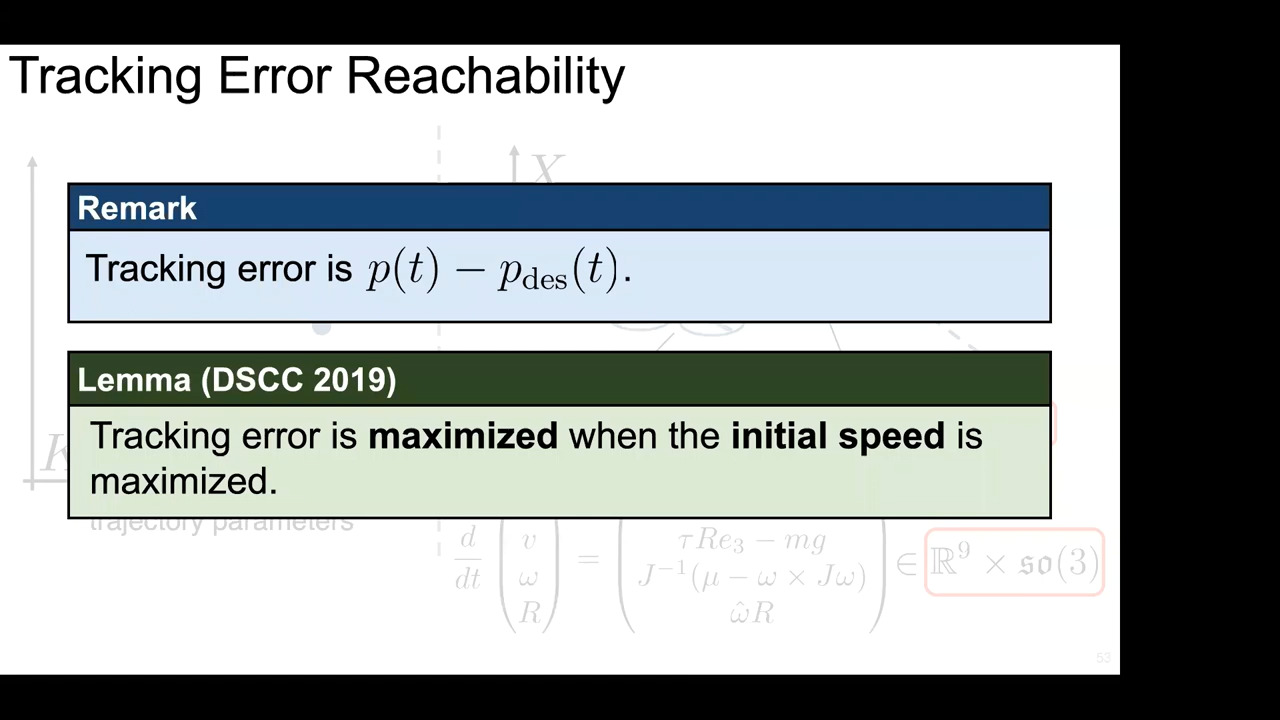 Tracking Error Reachability
X
Remark
Tracking error is p(t) − p_des(t).
Lemma (DSCC 2019)
Tracking error is maximized when the initial speed is
maximized.
K
trajectory parameters
d/dt (v ω R) = (τRe₃ − mg J⁻¹(μ − ω × Jω) ω̂R) ∈ ℝ⁹ × 𝔰𝔬(3)
53